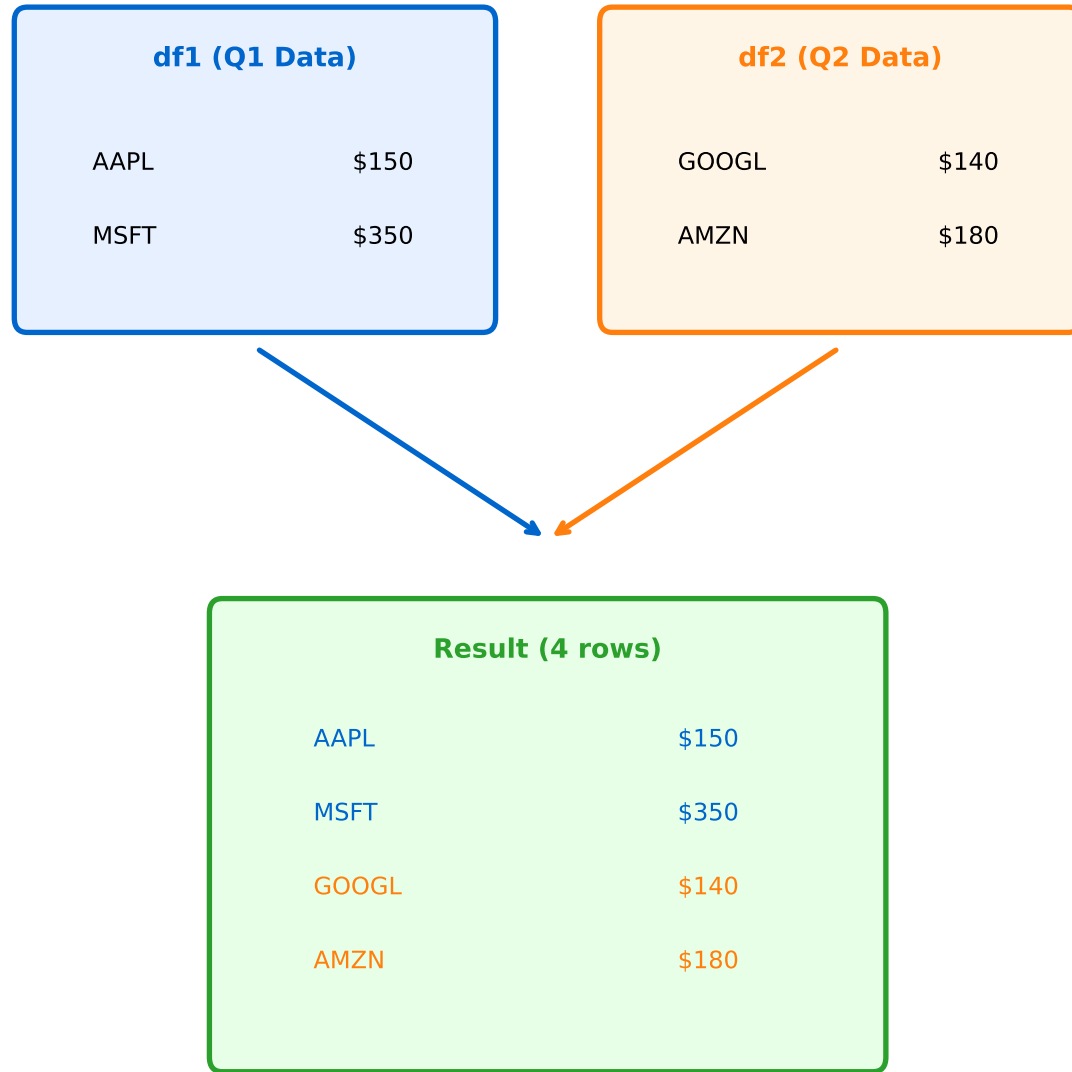 df1 (Q1 Data)
AAPL $150
MSFT $350
df2 (Q2 Data)
GOOGL $140
AMZN $180
Result (4 rows)
AAPL $150
MSFT $350
GOOGL $140
AMZN $180